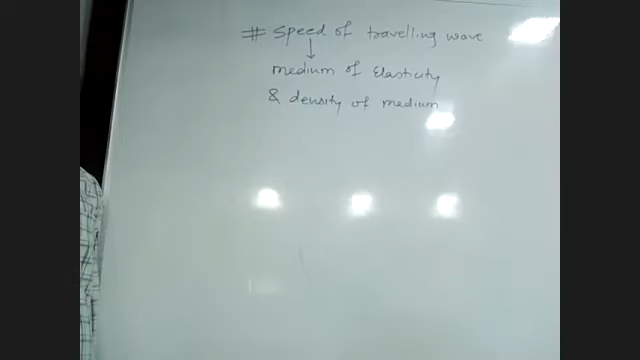 # speed of travelling wave
↓
medium of Elasticity
& density of medium